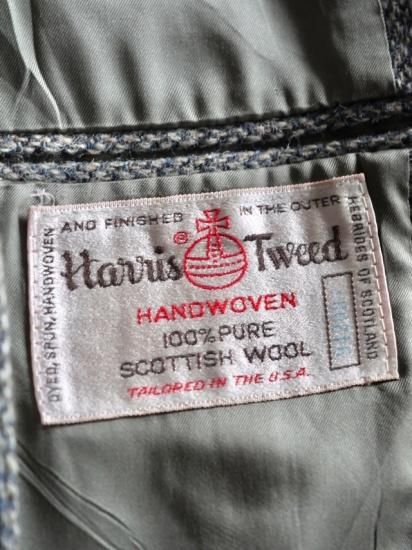 DYED, SPUN, HANDWOVEN
AND FINISHED IN THE OUTER
HEBRIDES OF SCOTLAND
Harris Tweed
®
HANDWOVEN
100% PURE
SCOTTISH WOOL
TAILORED IN THE U.S.A.